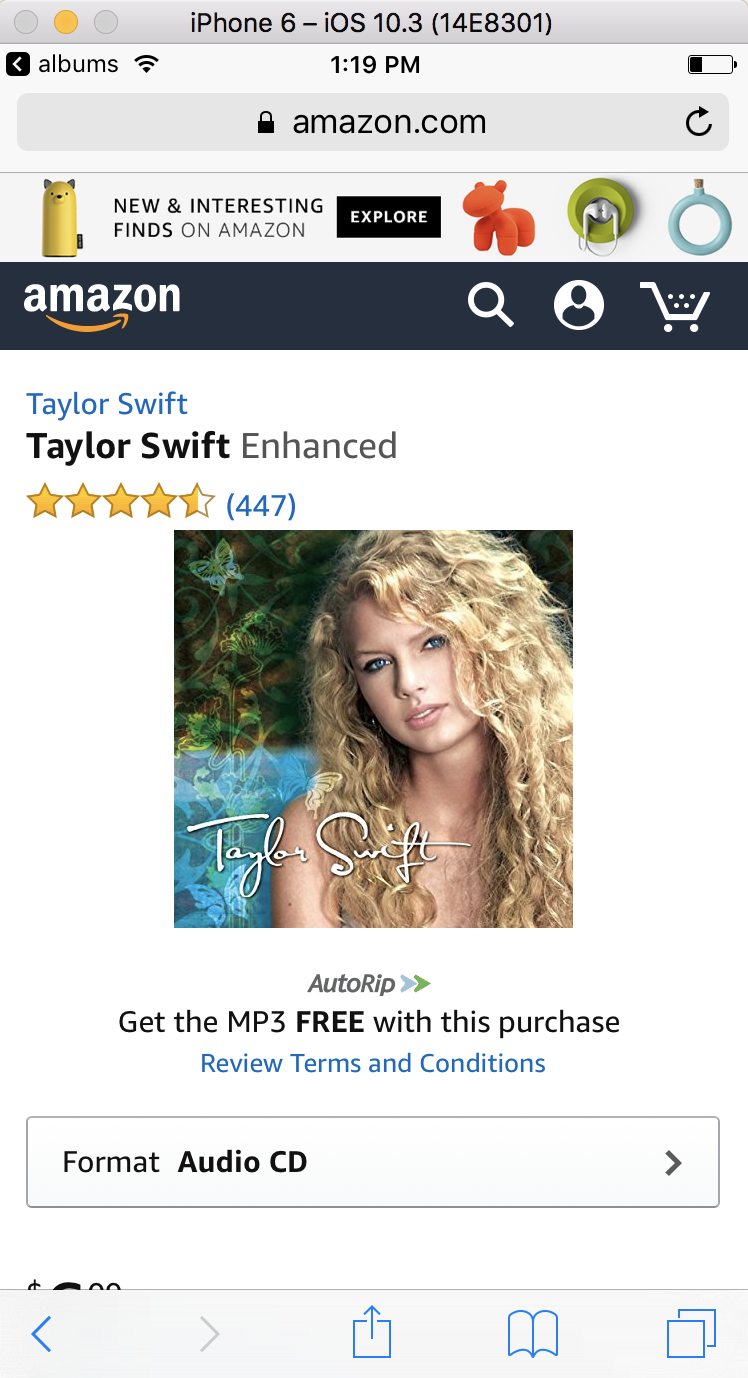 iPhone 6 – iOS 10.3 (14E8301)
albums 1:19 PM
amazon.com
NEW & INTERESTING
FINDS ON AMAZON
EXPLORE
amazon
Taylor Swift
Taylor Swift Enhanced
(447)
Taylor Swift
AutoRip
Get the MP3 FREE with this purchase
Review Terms and Conditions
Format Audio CD